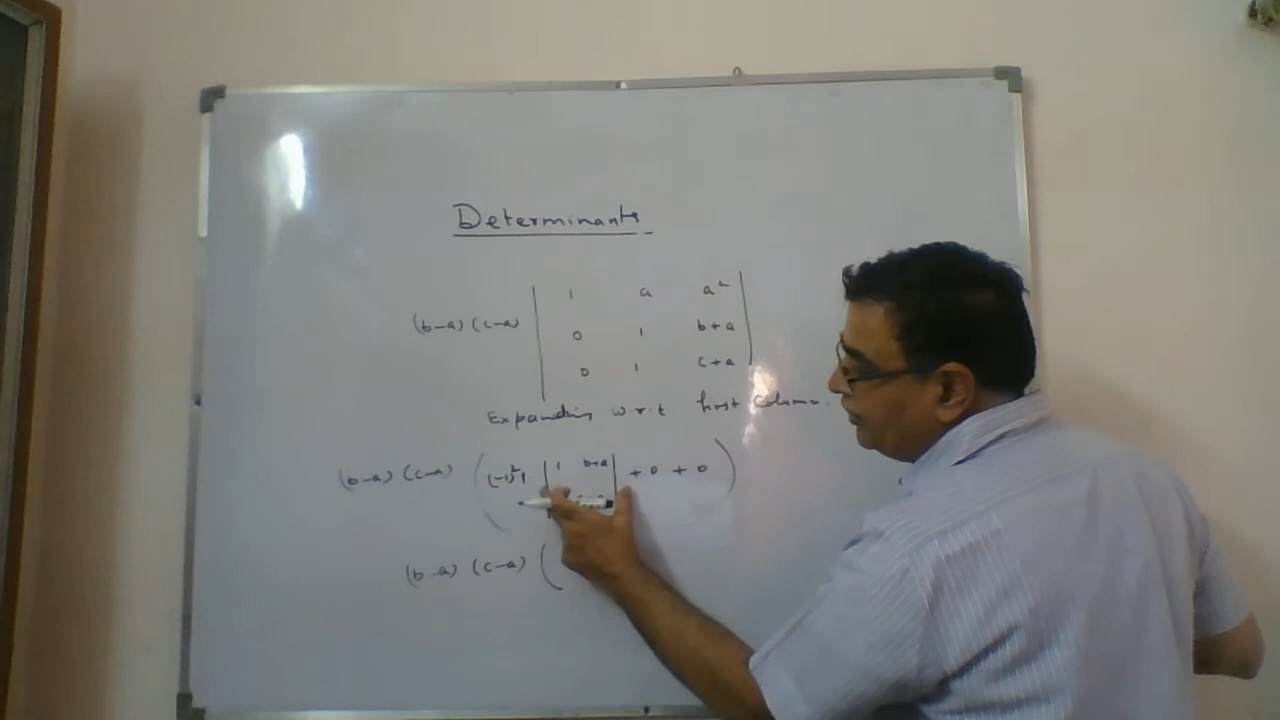 Determinants
1 a a²
(b-a) (c-a) 0 1 b+a
0 1 c+a
Expanding w.r.t first column.
(b-a) (c-a) ( (-1)² 1 | 1 b+a | + 0 + 0 )
(b-a) (c-a) (